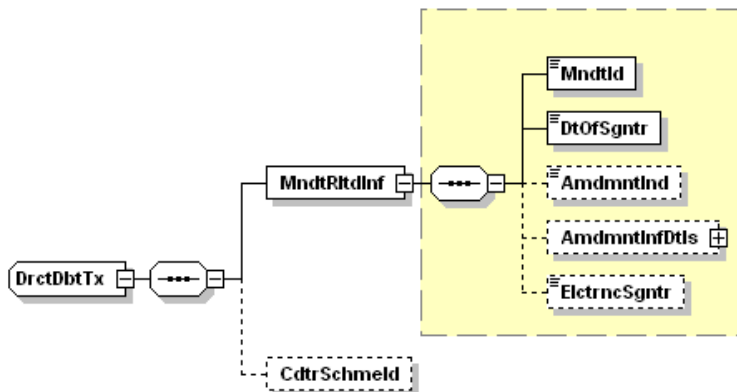 MndtId
DtOfSgntr
MndtRltdInf
AmdmntInd
AmdmntInfDtls
DrctDbtTx
ElctrncSgntr
CdtrSchmeId